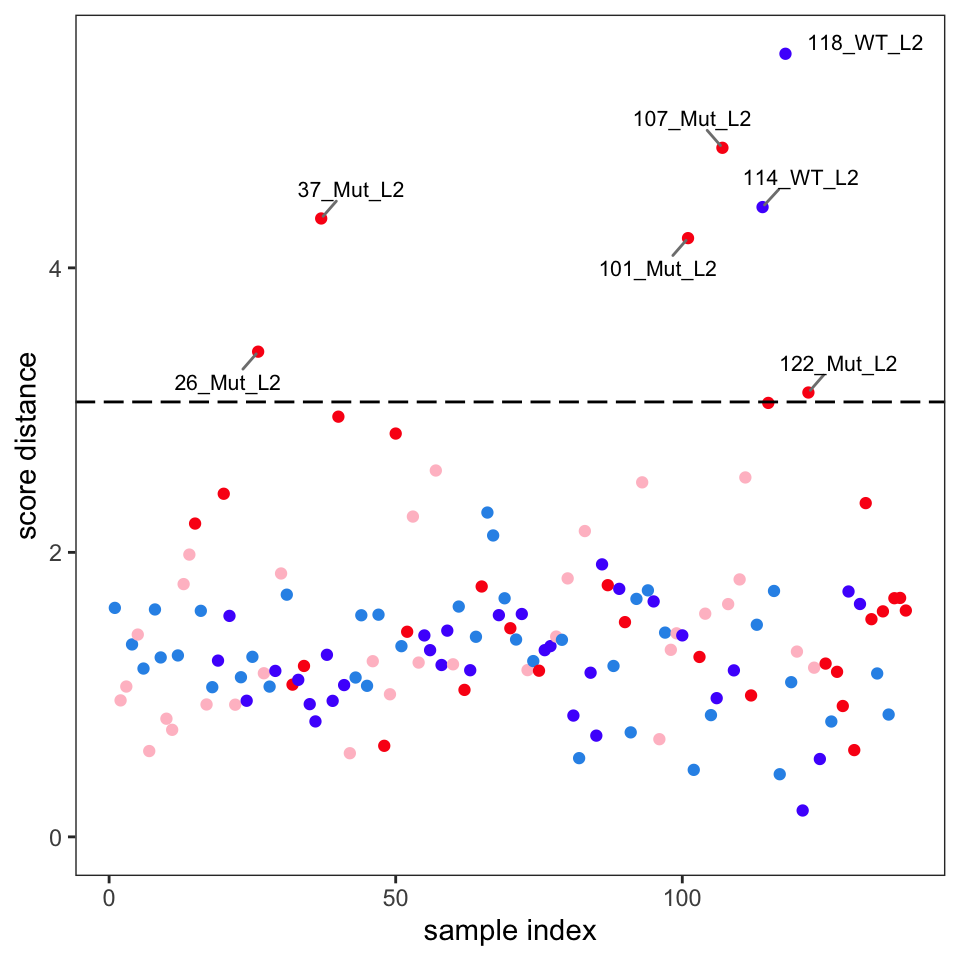 118_WT_L2
107_Mut_L2
114_WT_L2
37_Mut_L2
101_Mut_L2
4
122_Mut_L2
26_Mut_L2
score distance
2
0
0 50 100
sample index